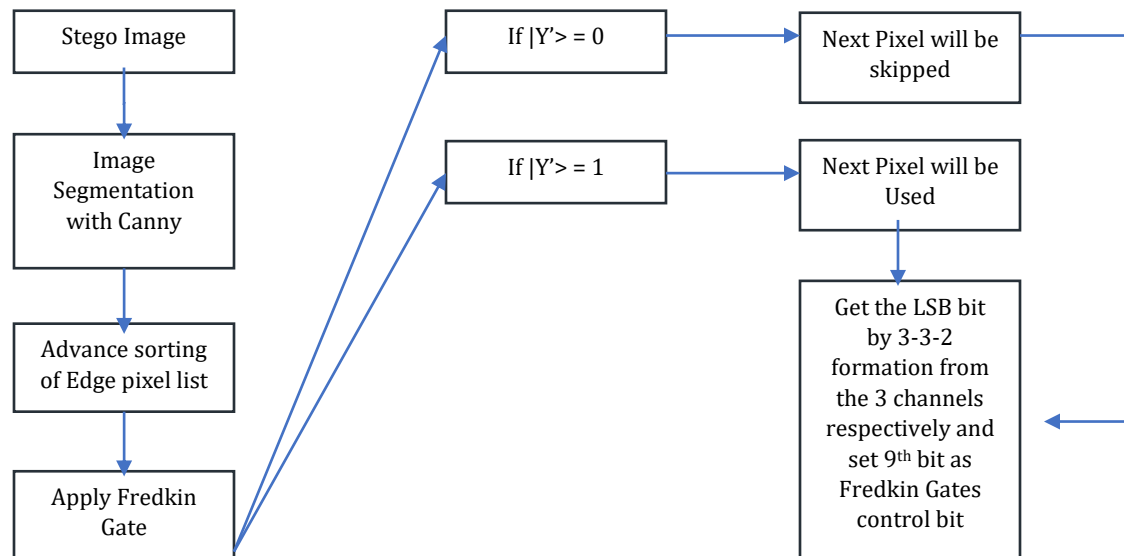 Stego Image
Image
Segmentation
with Canny
Advance sorting
of Edge pixel list
Apply Fredkin
Gate
If |Y’> = 0
If |Y’> = 1
Next Pixel will be
skipped
Next Pixel will be
Used
Get the LSB bit
by 3-3-2
formation from
the 3 channels
respectively and
set 9th bit as
Fredkin Gates
control bit